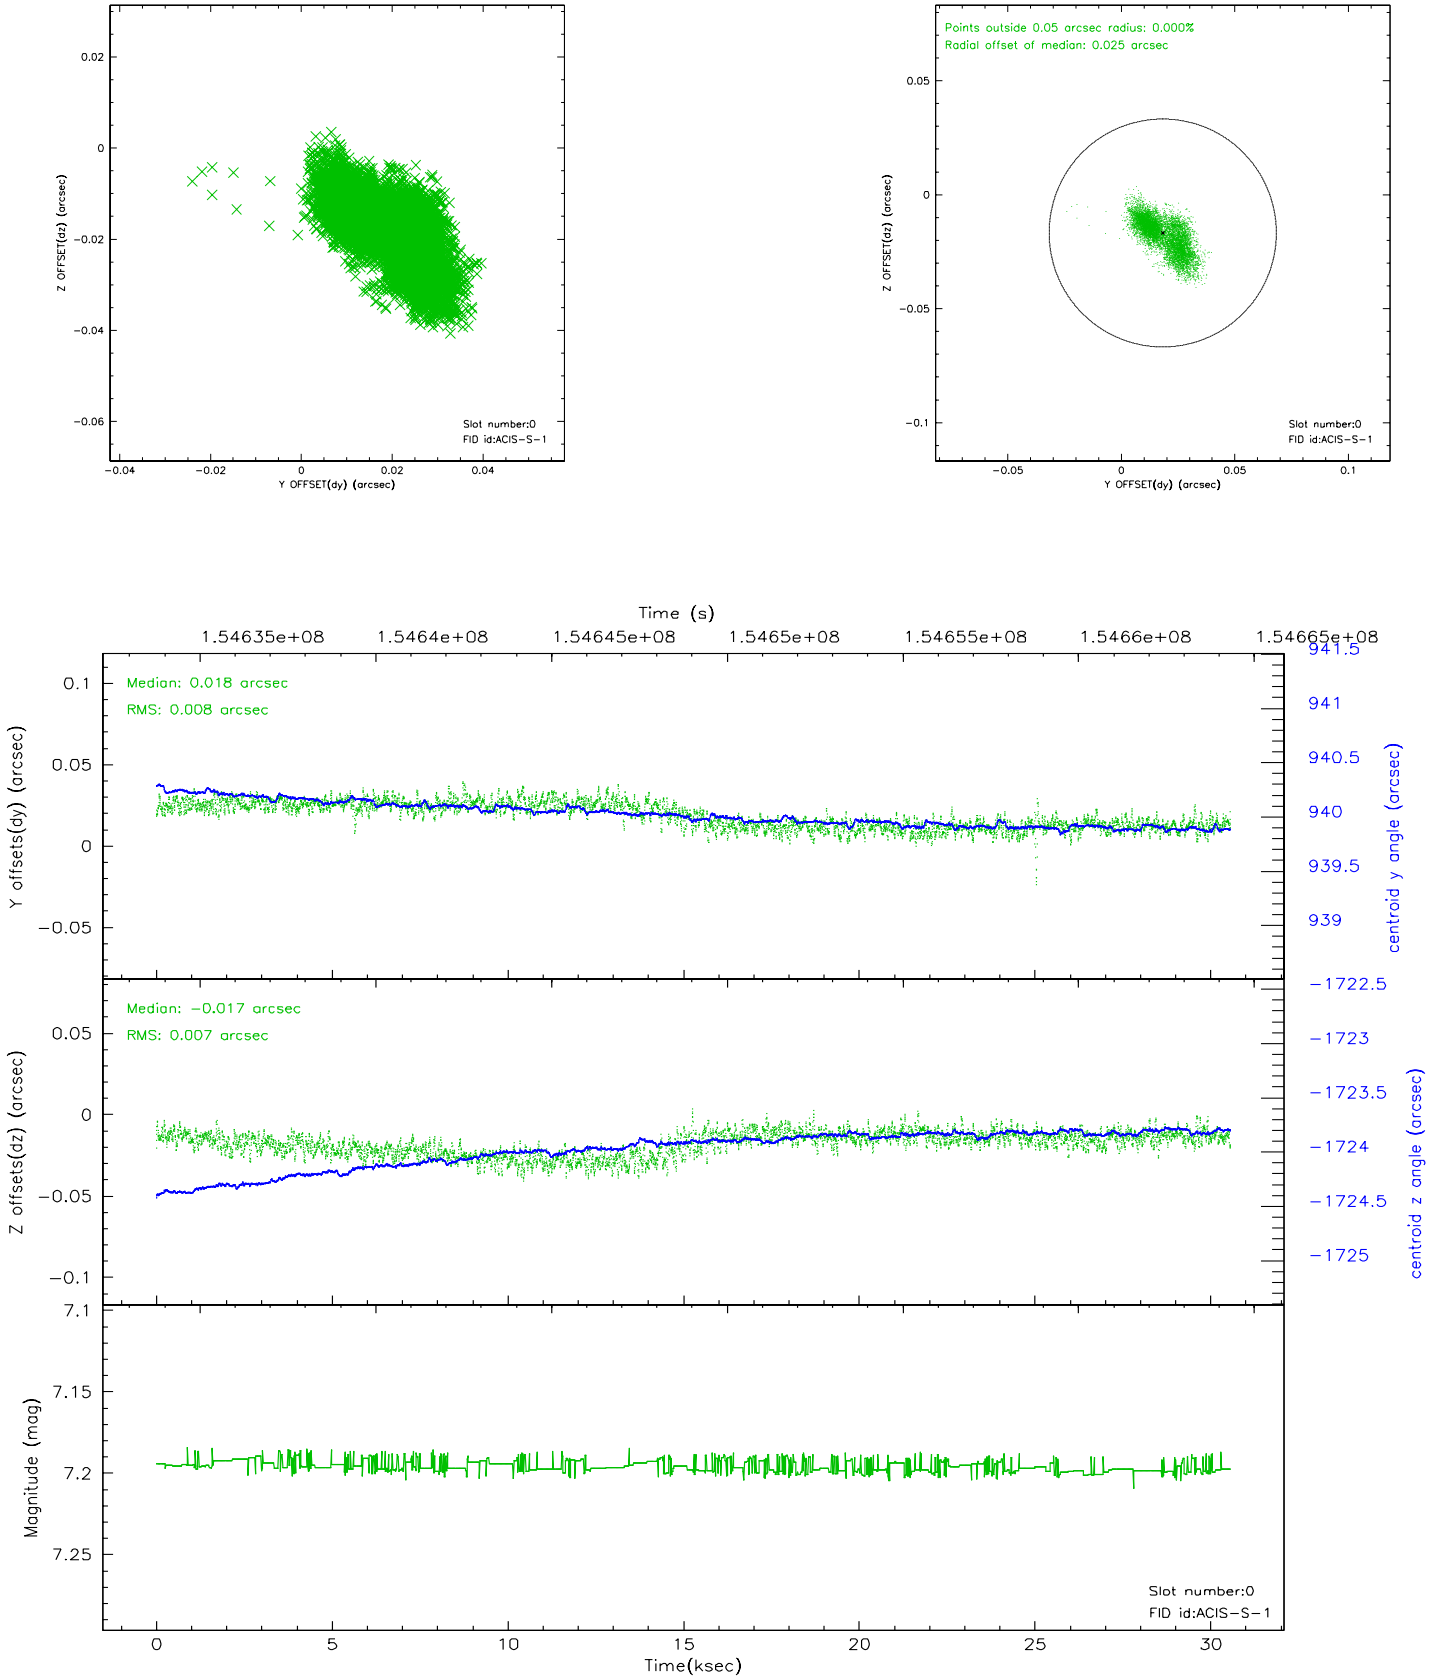 0.02
0
−0.02
−0.04
−0.06
Z OFFSET(dz) (arcsec)
−0.04 −0.02 0 0.02 0.04
Y OFFSET(dy) (arcsec)
Slot number:0
FID id:ACIS−S−1
Points outside 0.05 arcsec radius: 0.000%
Radial offset of median: 0.025 arcsec
0.05
0
−0.05
−0.1
Z OFFSET(dz) (arcsec)
−0.05 0 0.05 0.1
Y OFFSET(dy) (arcsec)
Slot number:0
FID id:ACIS−S−1
Time (s)
1.54635e+08 1.5464e+08 1.54645e+08 1.5465e+08 1.54655e+08 1.5466e+08 1.54665e+08
Median: 0.018 arcsec
RMS: 0.008 arcsec
0.1
0.05
0
−0.05
Y offsets(dy) (arcsec)
941.5
941
940.5
940
939.5
939
centroid y angle (arcsec)
Median: −0.017 arcsec
RMS: 0.007 arcsec
0.05
0
−0.05
−0.1
Z offsets(dz) (arcsec)
−1722.5
−1723
−1723.5
−1724
−1724.5
−1725
centroid z angle (arcsec)
7.1
7.15
7.2
7.25
Magnitude (mag)
Slot number:0
FID id:ACIS−S−1
0 5 10 15 20 25 30
Time(ksec)